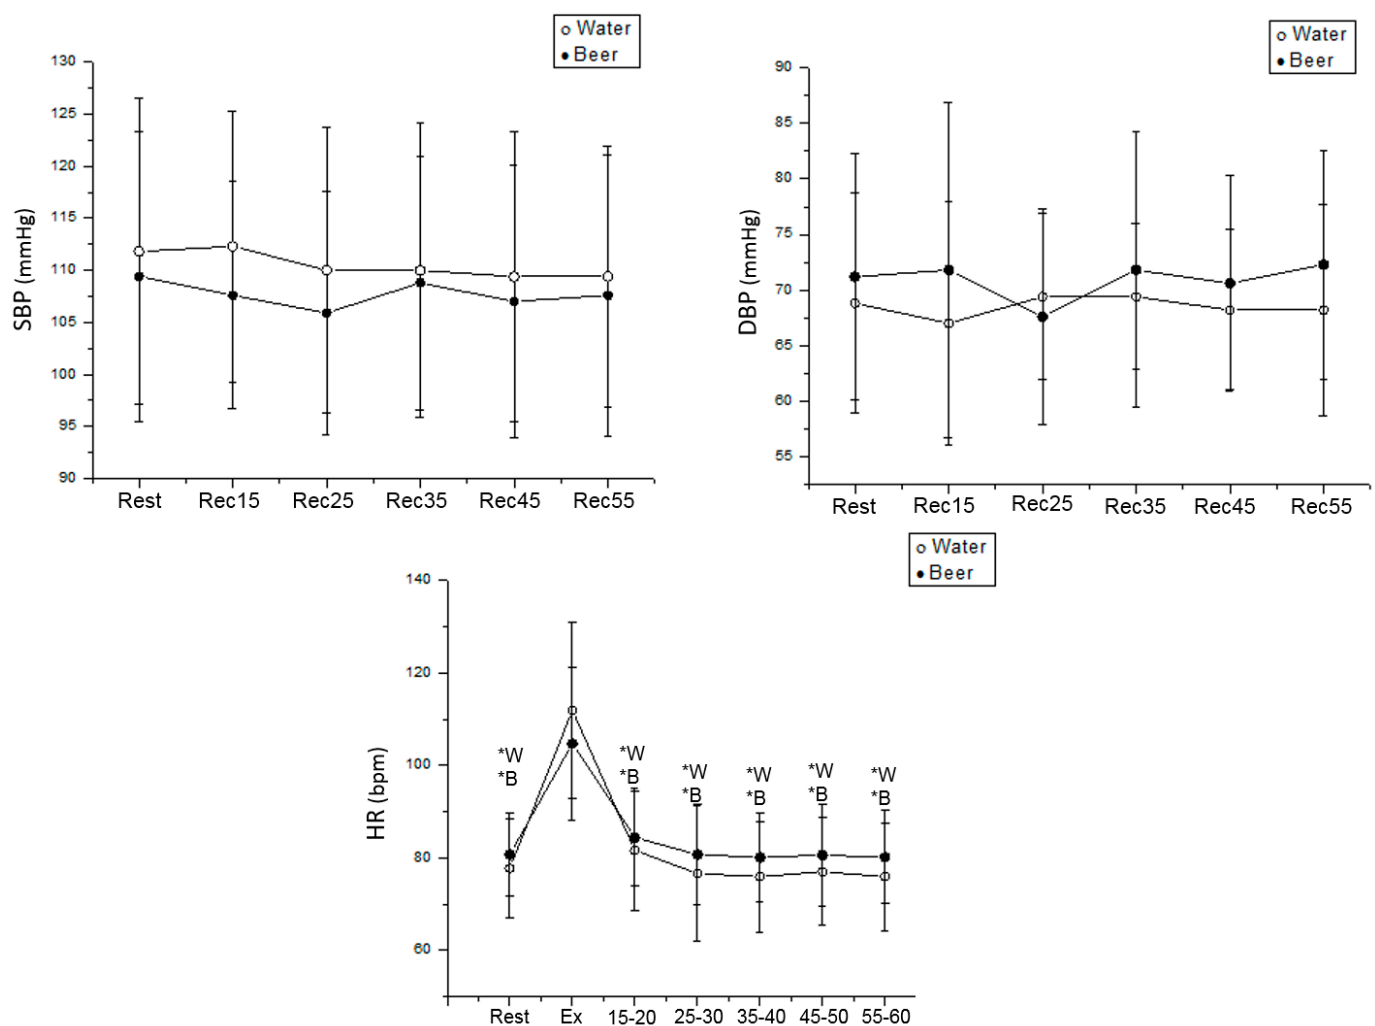 Water
Beer
130
125
120
115
110
105
100
95
90
SBP (mmHg)
Rest Rec15 Rec25 Rec35 Rec45 Rec55
Water
Beer
90
85
80
75
70
65
60
55
DBP (mmHg)
Rest Rec15 Rec25 Rec35 Rec45 Rec55
Water
Beer
140
120
100
80
60
HR (bpm)
*W *W *W *W *W *W
*B *B *B *B *B *B
Rest Ex 15-20 25-30 35-40 45-50 55-60